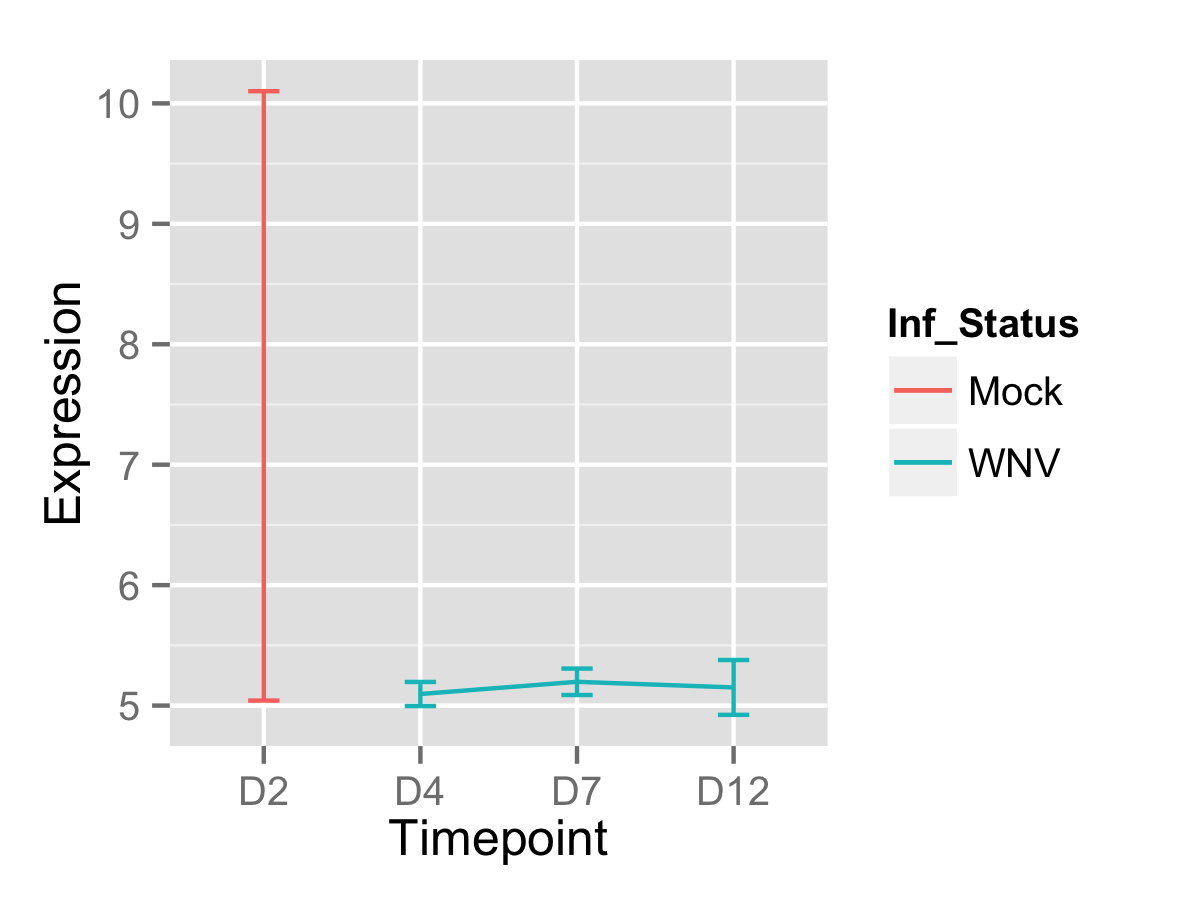 10
9
8
7
6
5
Expression
D2 D4 D7 D12
Timepoint
Inf_Status
Mock
WNV